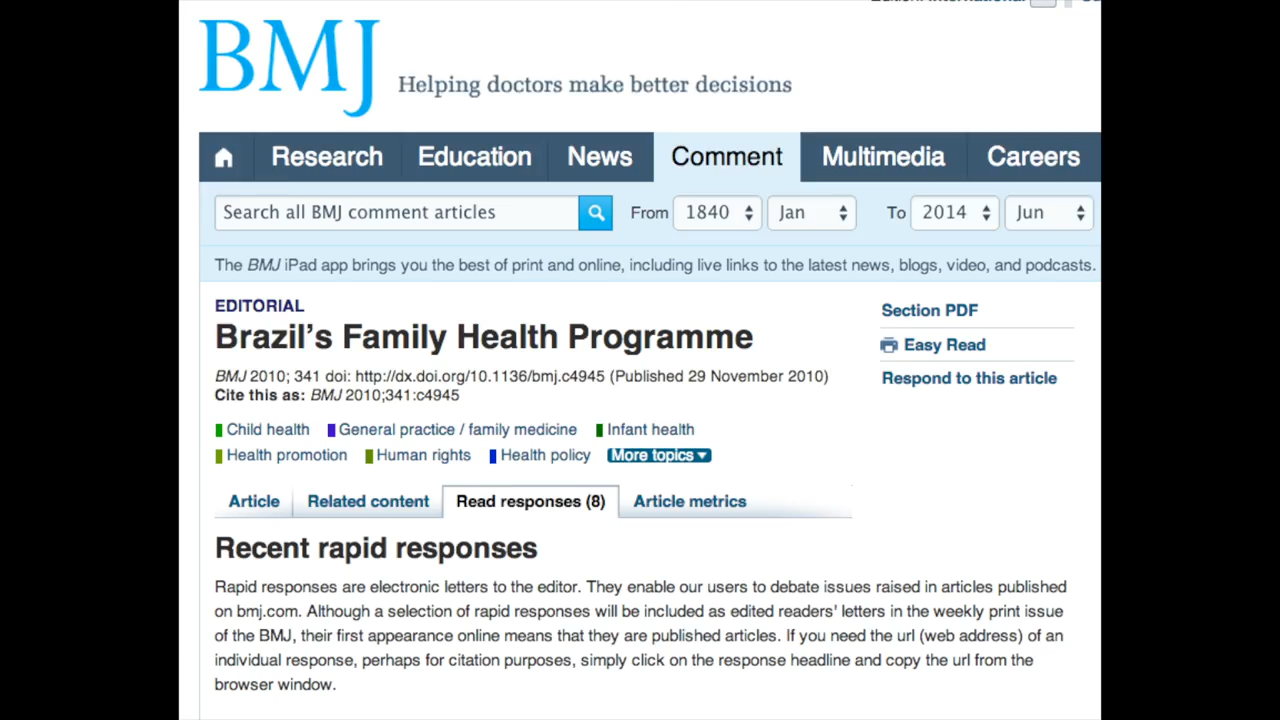 BMJ
Helping doctors make better decisions
Research Education News Comment Multimedia Careers
Search all BMJ comment articles From 1840 Jan To 2014 Jun
The BMJ iPad app brings you the best of print and online, including live links to the latest news, blogs, video, and podcasts.
EDITORIAL
Brazil’s Family Health Programme
BMJ 2010; 341 doi: http://dx.doi.org/10.1136/bmj.c4945 (Published 29 November 2010)
Cite this as: BMJ 2010;341:c4945
Child health General practice / family medicine Infant health
Health promotion Human rights Health policy More topics
Section PDF
Easy Read
Respond to this article
Article Related content Read responses (8) Article metrics
Recent rapid responses
Rapid responses are electronic letters to the editor. They enable our users to debate issues raised in articles published
on bmj.com. Although a selection of rapid responses will be included as edited readers' letters in the weekly print issue
of the BMJ, their first appearance online means that they are published articles. If you need the url (web address) of an
individual response, perhaps for citation purposes, simply click on the response headline and copy the url from the
browser window.